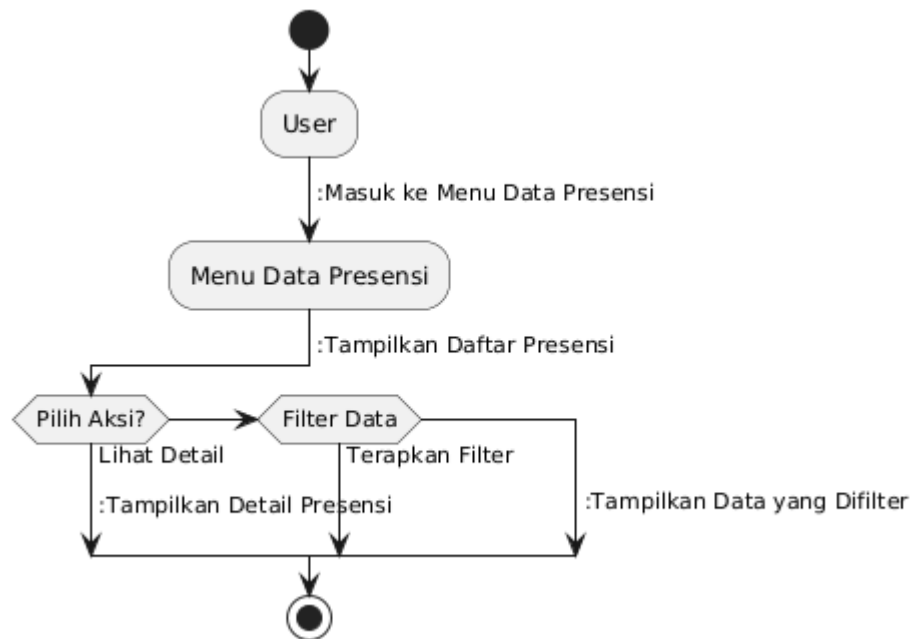 User
:Masuk ke Menu Data Presensi
Menu Data Presensi
:Tampilkan Daftar Presensi
Pilih Aksi?
Filter Data
Lihat Detail
Terapkan Filter
:Tampilkan Detail Presensi
:Tampilkan Data yang Difilter